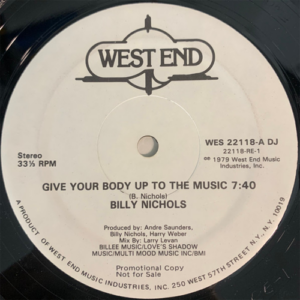 WEST END
WES 22118-A DJ
22118-RE-1
℗ 1979 West End Music
Industries, Inc.
Stereo
33⅓ RPM
GIVE YOUR BODY UP TO THE MUSIC 7:40
(B. Nichols)
BILLY NICHOLS
Produced by: Andre Saunders,
Billy Nichols, Harry Weber
Mix By: Larry Levan
BILLEE MUSIC/LOVE'S SHADOW
MUSIC/MULTI MOOD MUSIC INC/BMI
Promotional Copy
Not for Sale
A PRODUCT OF WEST END MUSIC INDUSTRIES, INC. 250 WEST 57th STREET, N.Y., N.Y. 10019